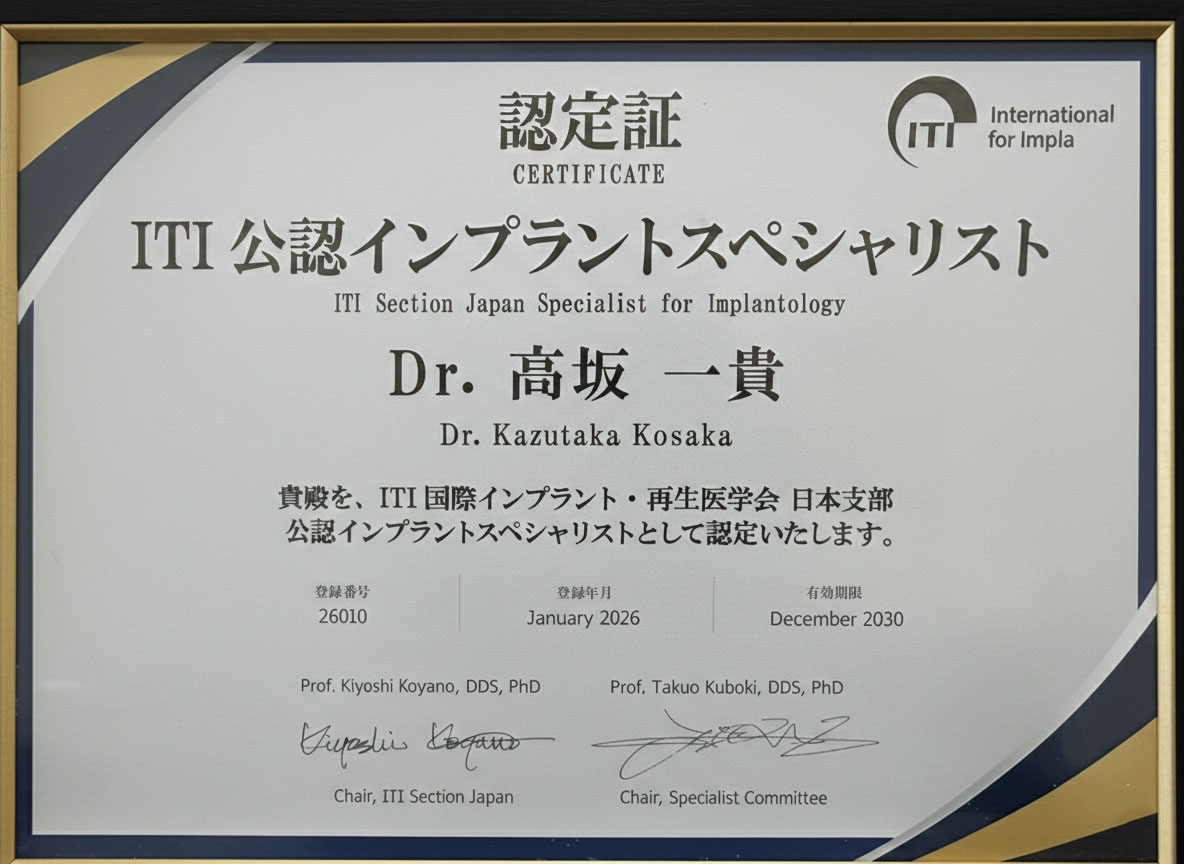 認定証
CERTIFICATE
ITI
International
for Impla
ITI 公認インプラントスペシャリスト
ITI Section Japan Specialist for Implantology
Dr. 高坂 一貴
Dr. Kazutaka Kosaka
貴殿を、ITI 国際インプラント・再生医学会 日本支部
公認インプラントスペシャリストとして認定いたします。
登録番号
26010
登録年月
January 2026
有効期限
December 2030
Prof. Kiyoshi Koyano, DDS, PhD
Kiyoshi Koyano
Chair, ITI Section Japan
Prof. Takuo Kuboki, DDS, PhD
Chair, Specialist Committee